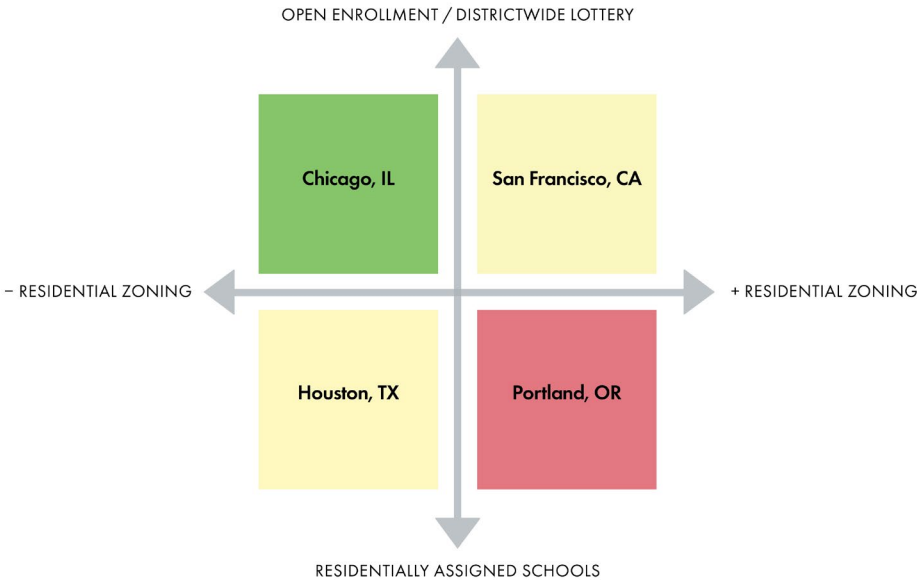 OPEN ENROLLMENT / DISTRICTWIDE LOTTERY
Chicago, IL
San Francisco, CA
– RESIDENTIAL ZONING
+ RESIDENTIAL ZONING
Houston, TX
Portland, OR
RESIDENTIALLY ASSIGNED SCHOOLS